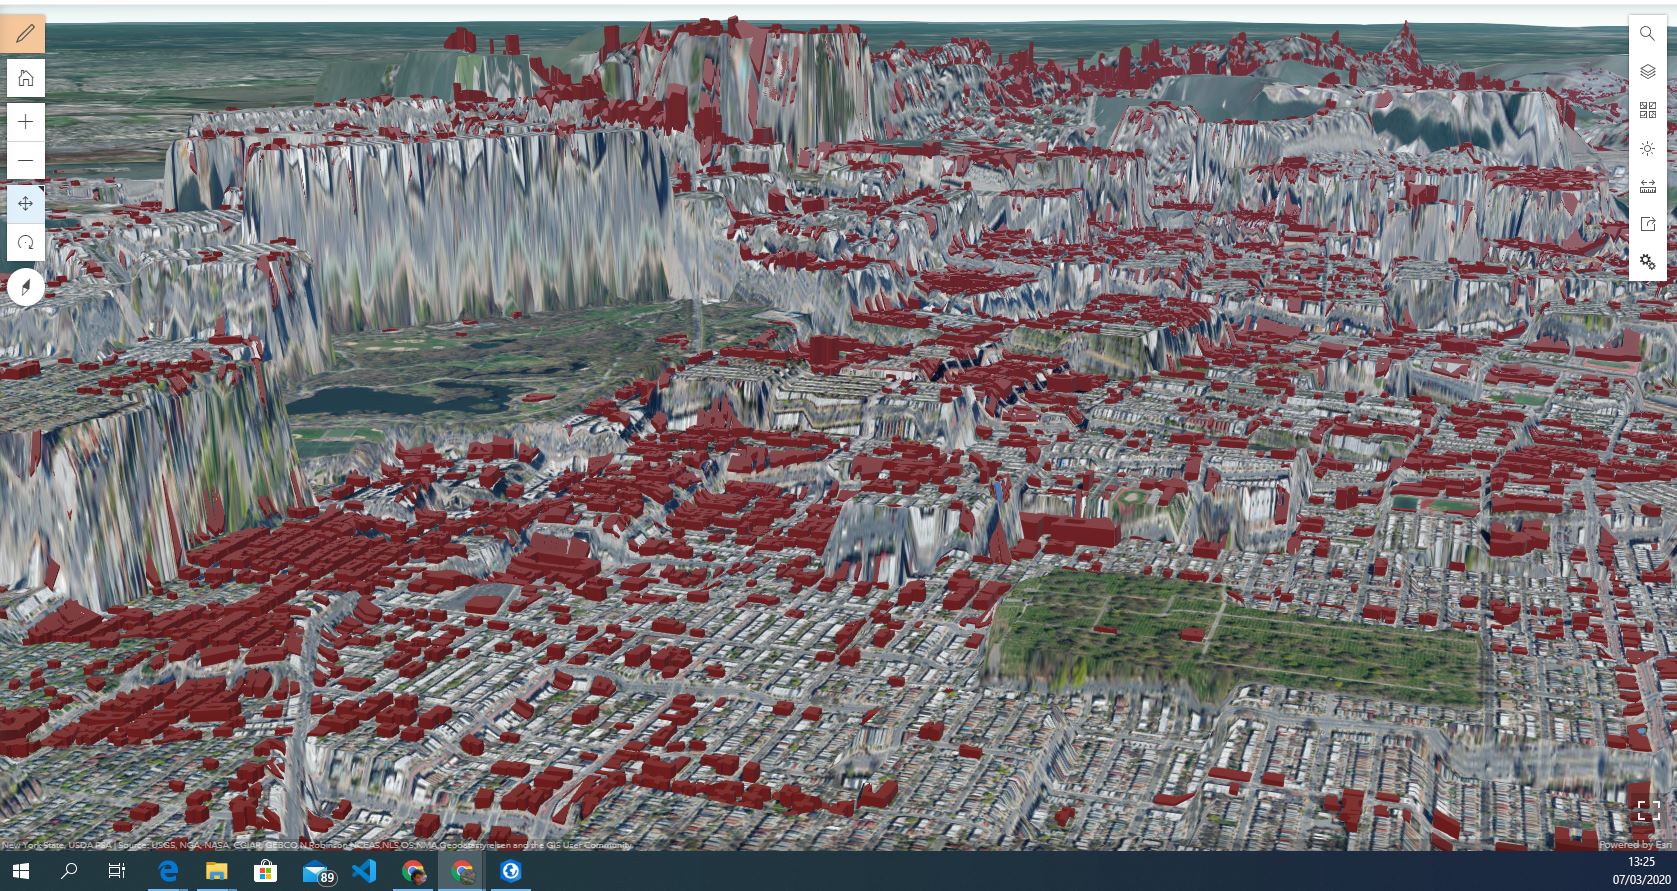 New York State, USDA FSA | Source: USGS, NGA, NASA, CGIAR, GEBCO,N Robinson,NCEAS,NLS,OS,NMA,Geodatastyrelsen and the GIS User Community
Powered by Esri
89
13:25
07/03/2020